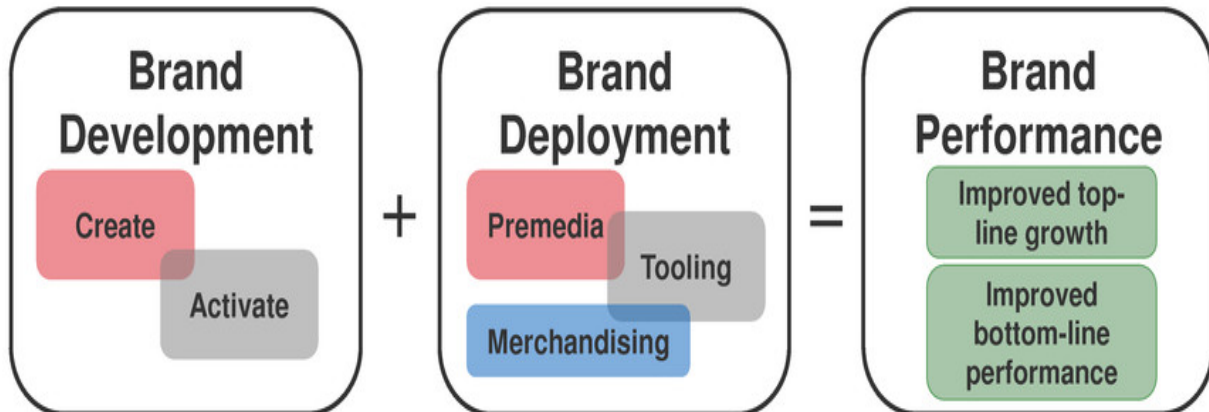 Brand
Development
Create
Activate
+
Brand
Deployment
Premedia
Tooling
Merchandising
=
Brand
Performance
Improved top-
line growth
Improved
bottom-line
performance